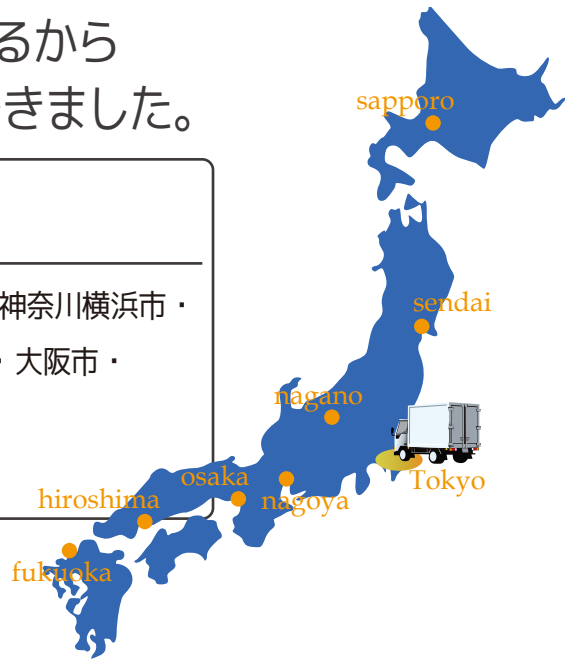 るから
きました。
神奈川横浜市・
・大阪市・
sapporo
sendai
nagano
Tokyo
osaka
nagoya
hiroshima
fukuoka